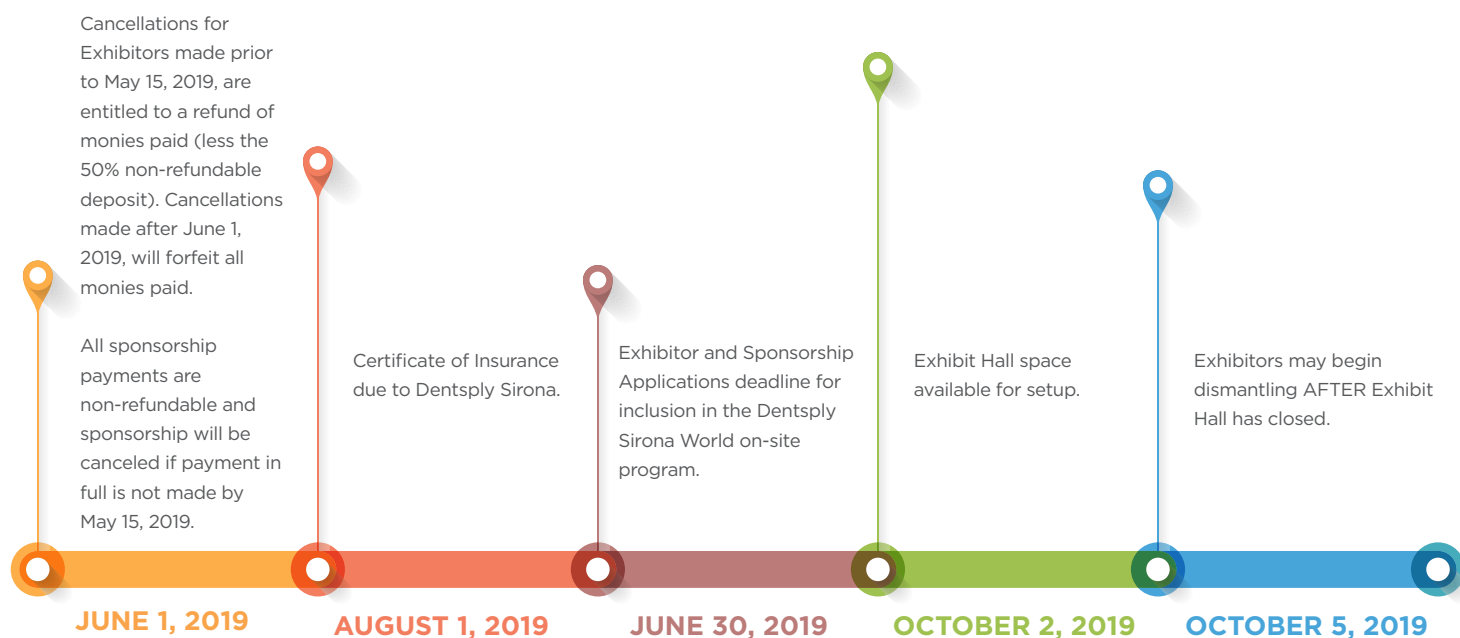 Cancellations for
Exhibitors made prior
to May 15, 2019, are
entitled to a refund of
monies paid (less the
50% non-refundable
deposit). Cancellations
made after June 1,
2019, will forfeit all
monies paid.
All sponsorship
payments are
non-refundable and
sponsorship will be
canceled if payment in
full is not made by
May 15, 2019.
JUNE 1, 2019
Certificate of Insurance
due to Dentsply Sirona.
AUGUST 1, 2019
Exhibitor and Sponsorship
Applications deadline for
inclusion in the Dentsply
Sirona World on-site
program.
JUNE 30, 2019
Exhibit Hall space
available for setup.
OCTOBER 2, 2019
Exhibitors may begin
dismantling AFTER Exhibit
Hall has closed.
OCTOBER 5, 2019